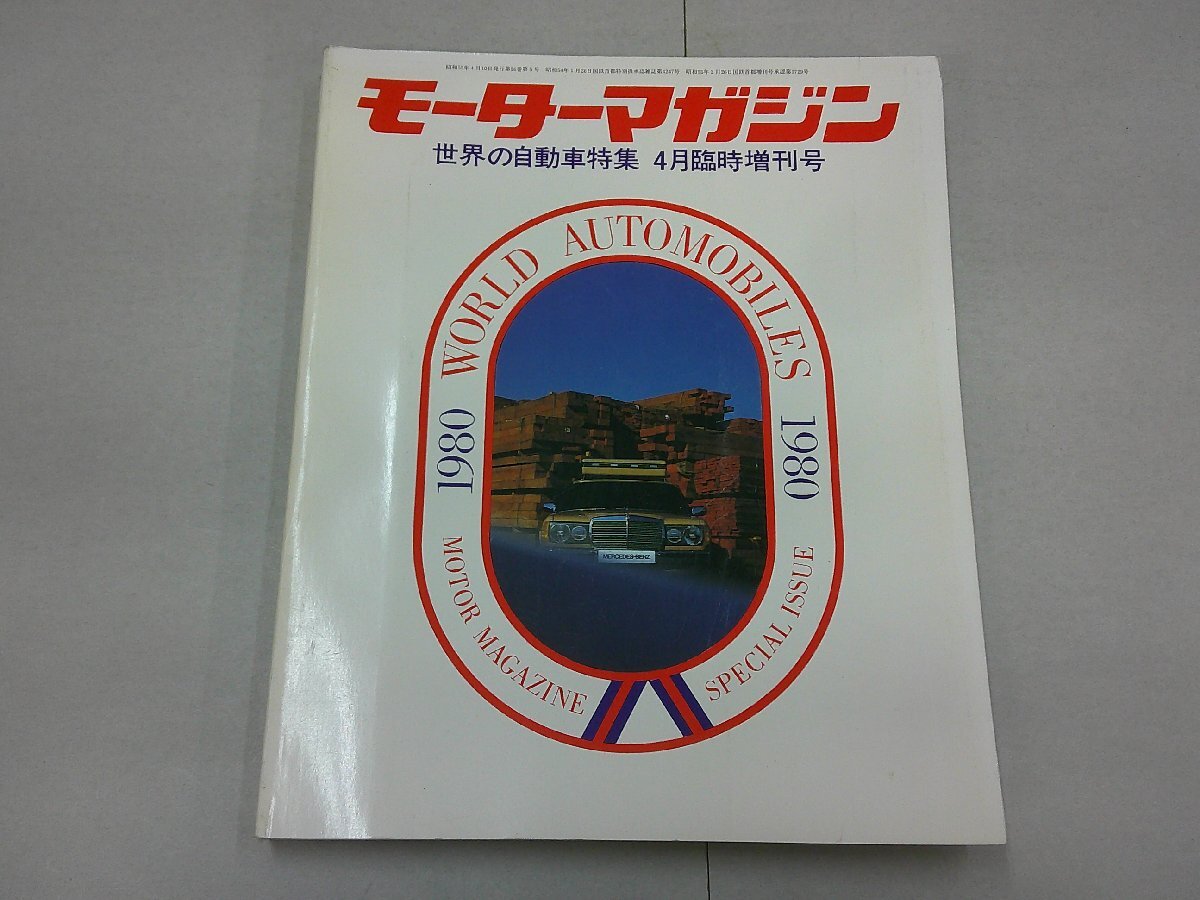 モーターマガジン
世界の自動車特集 4月臨時増刊号
WORLD AUTOMOBILES
1980 1980
MERCEDES-BENZ
MOTOR MAGAZINE
SPECIAL ISSUE